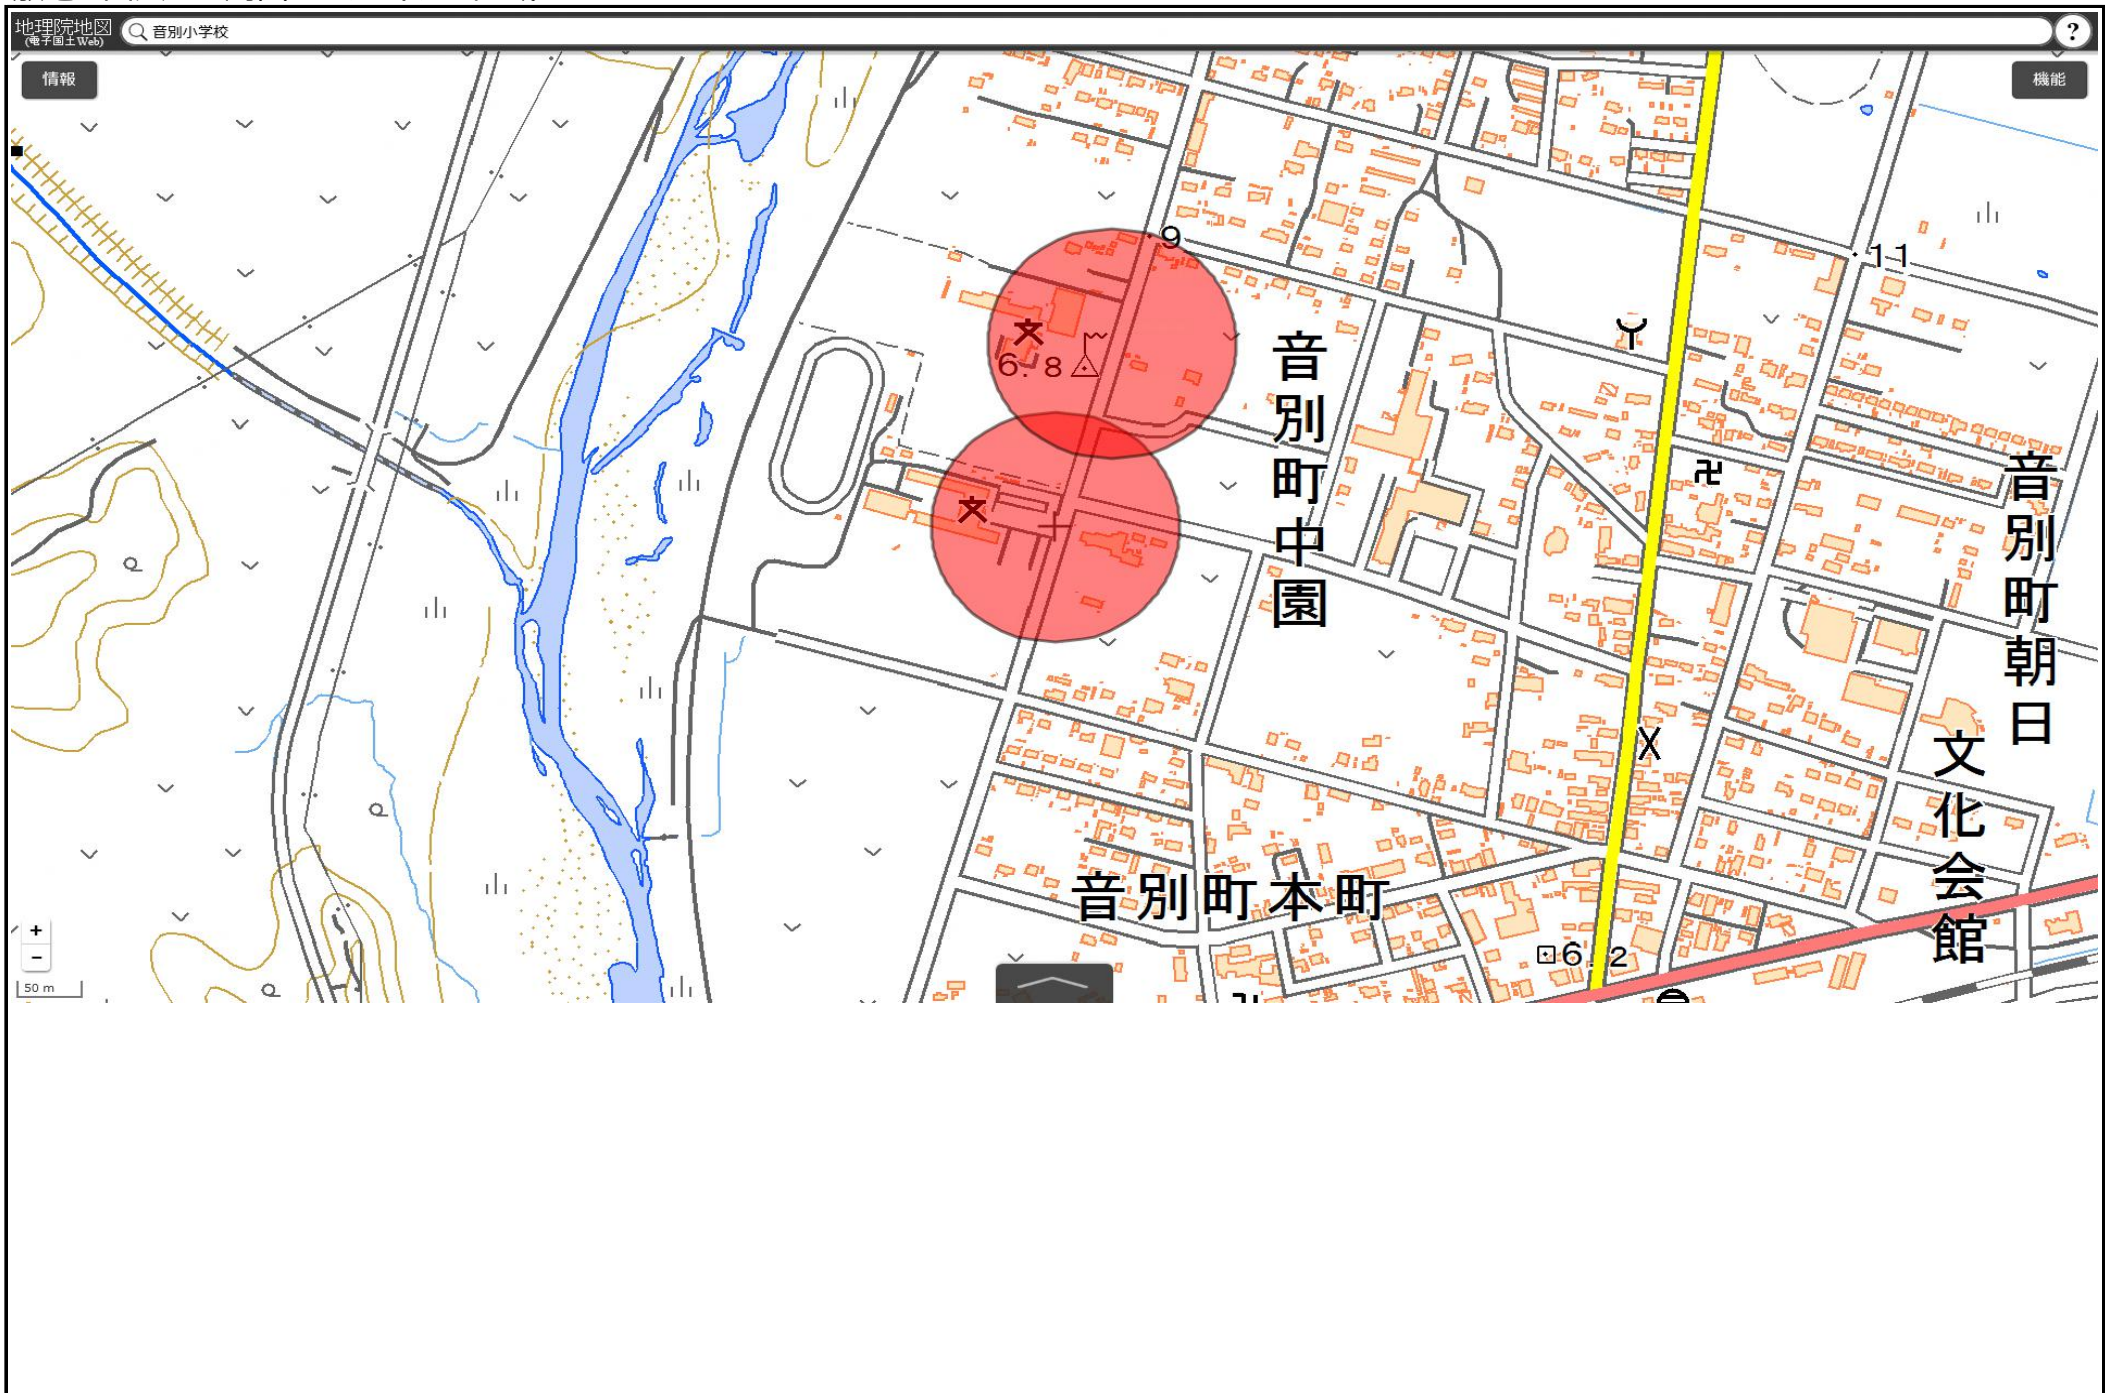 地理院地図
(電子国土Web)
音別小学校
?
情報
機能
9
11
6.8
音別町中園
音別町朝日
文化会館
音別町本町
6.2
+
−
50 m